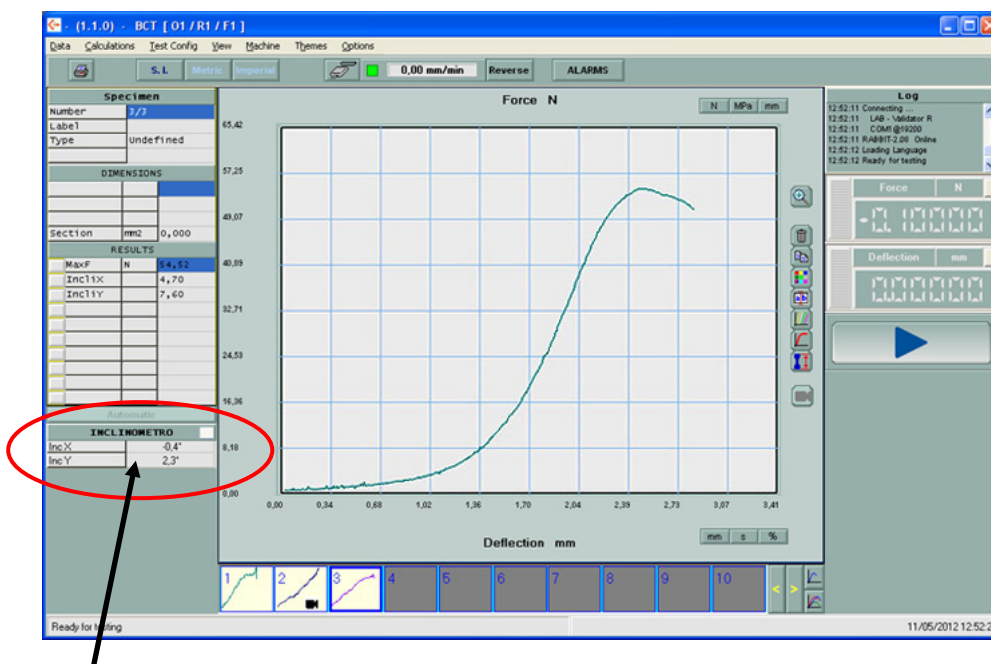 - (1.1.0) - BCT [ O1 / R1 / F1 ]
Data Calculations Test Config View Machine Themes Options
S.I. Metric Imperial 0,00 mm/min Reverse ALARMS
Specimen
Number 3/3
Label
Type Undefined
DIMENSIONS
Section mm2 0,000
RESULTS
MaxF N 54,52
IncliX 4,70
IncliY 7,60
Automatic
INCLINOMETRO
Inc X -0,4°
Inc Y 2,3°
Force N
N MPa mm
65,42
57,25
49,07
40,89
32,71
24,53
16,36
8,18
0,00
0,00 0,34 0,68 1,02 1,36 1,70 2,04 2,39 2,73 3,07 3,41
Deflection mm
mm s %
1 2 3 4 5 6 7 8 9 10
< >
Log
12:52:11 Connecting ...
12:52:11 LAB - Validator R
12:52:11 COM1@19200
12:52:11 RABBIT-2.00 Online
12:52:12 Loading Language
12:52:12 Ready for testing
Force N
-0.10000
Deflection mm
Ready for testing
11/05/2012 12:52:2